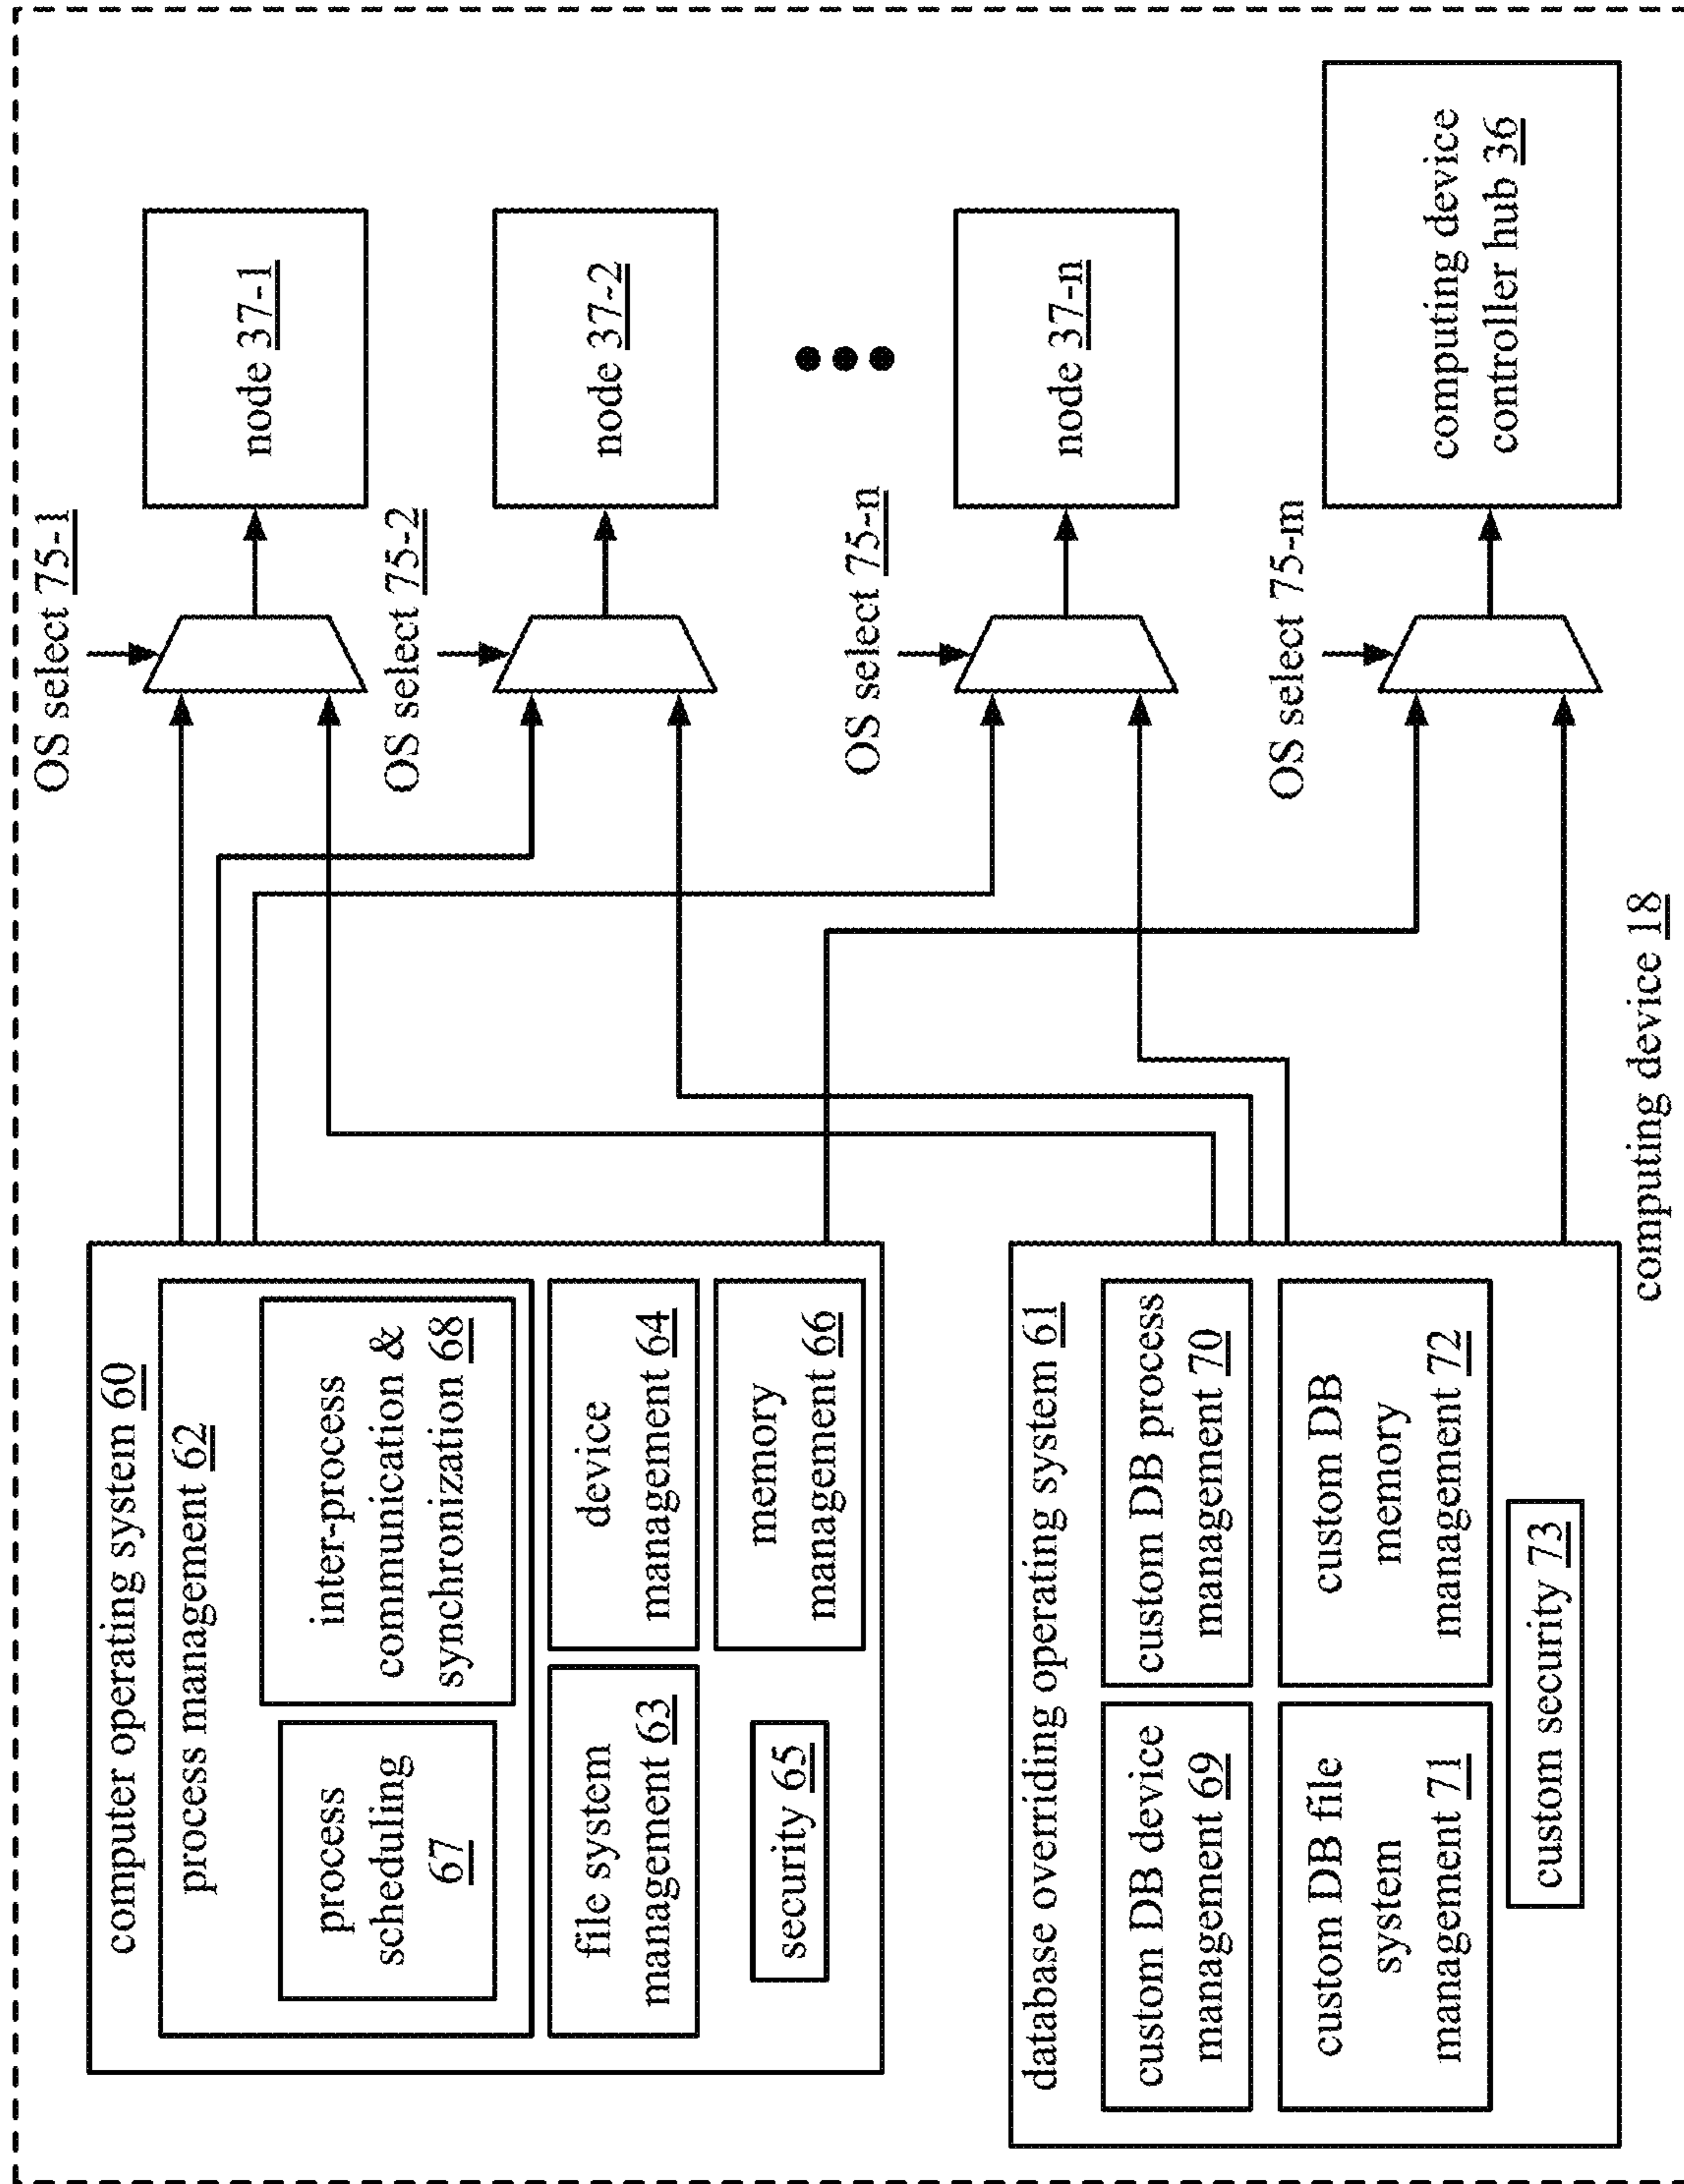 computer operating system 60
process management 62
process
scheduling
67
inter-process
communication &
synchronization 68
file system
management 63
device
management 64
security 65
memory
management 66
database overriding operating system 61
custom DB device
management 69
custom DB process
management 70
custom DB file
system
management 71
custom DB
memory
management 72
custom security 73
OS select 75-1
node 37-1
OS select 75-2
node 37-2
OS select 75-n
node 37-n
OS select 75-m
computing device
controller hub 36
computing device 18